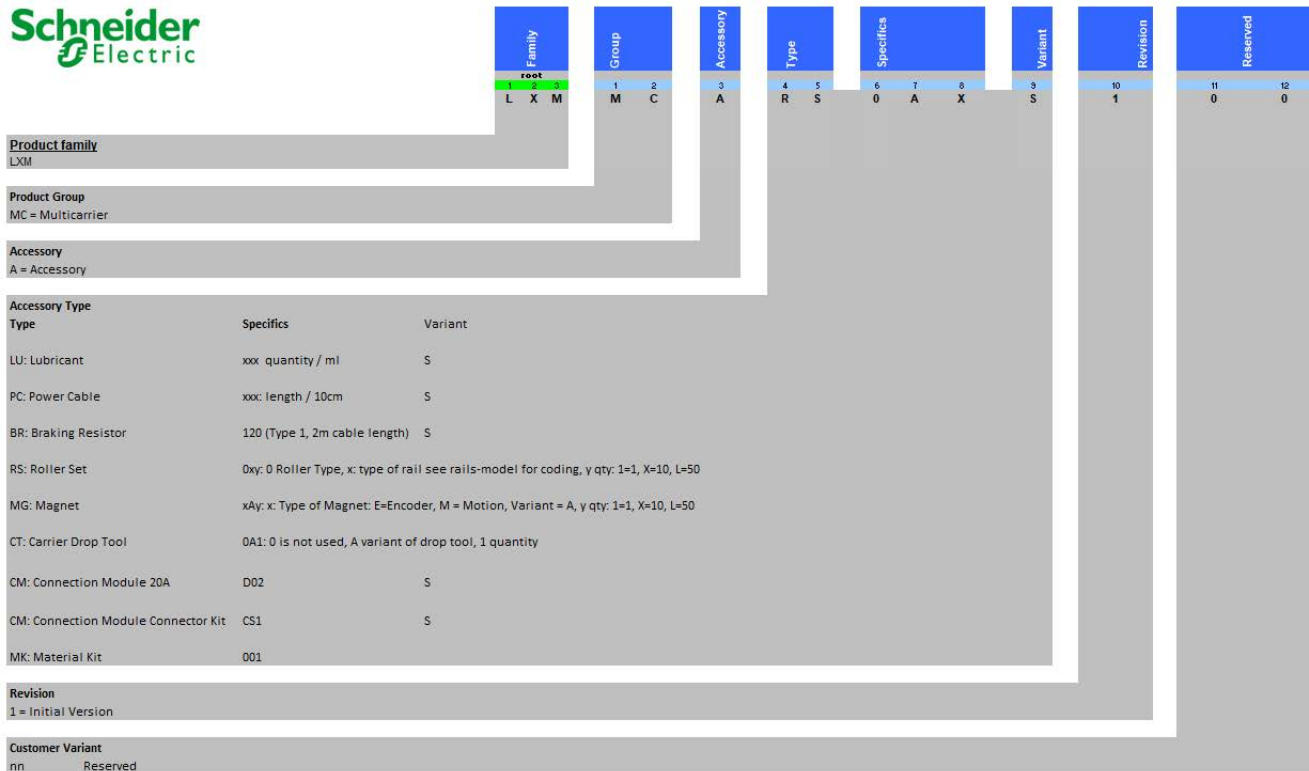 Schneider
Electric
Family Group Accessory Type Specifics Variant Revision Reserved
root
1 2 3 1 2 3 4 5 6 7 8 9 10 11 12
L X M M C A R S 0 A X S 1 0 0
Product family
LXM
Product Group
MC = Multicarrier
Accessory
A = Accessory
Accessory Type
Type Specifics Variant
LU: Lubricant xxx quantity / ml S
PC: Power Cable xxx: length / 10cm S
BR: Braking Resistor 120 (Type 1, 2m cable length) S
RS: Roller Set 0xy: 0 Roller Type, x: type of rail see rails-model for coding, y qty: 1=1, X=10, L=50
MG: Magnet xAy: x: Type of Magnet: E=Encoder, M = Motion, Variant = A, y qty: 1=1, X=10, L=50
CT: Carrier Drop Tool 0A1: 0 is not used, A variant of drop tool, 1 quantity
CM: Connection Module 20A D02 S
CM: Connection Module Connector Kit CS1 S
MK: Material Kit 001
Revision
1 = Initial Version
Customer Variant
nn Reserved